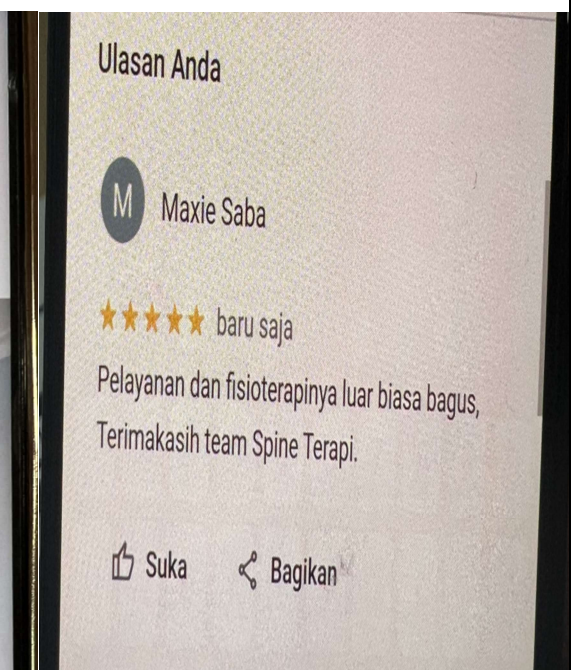 Ulasan Anda
M
Maxie Saba
baru saja
Pelayanan dan fisioterapinya luar biasa bagus,
Terimakasih team Spine Terapi.
Suka
Bagikan